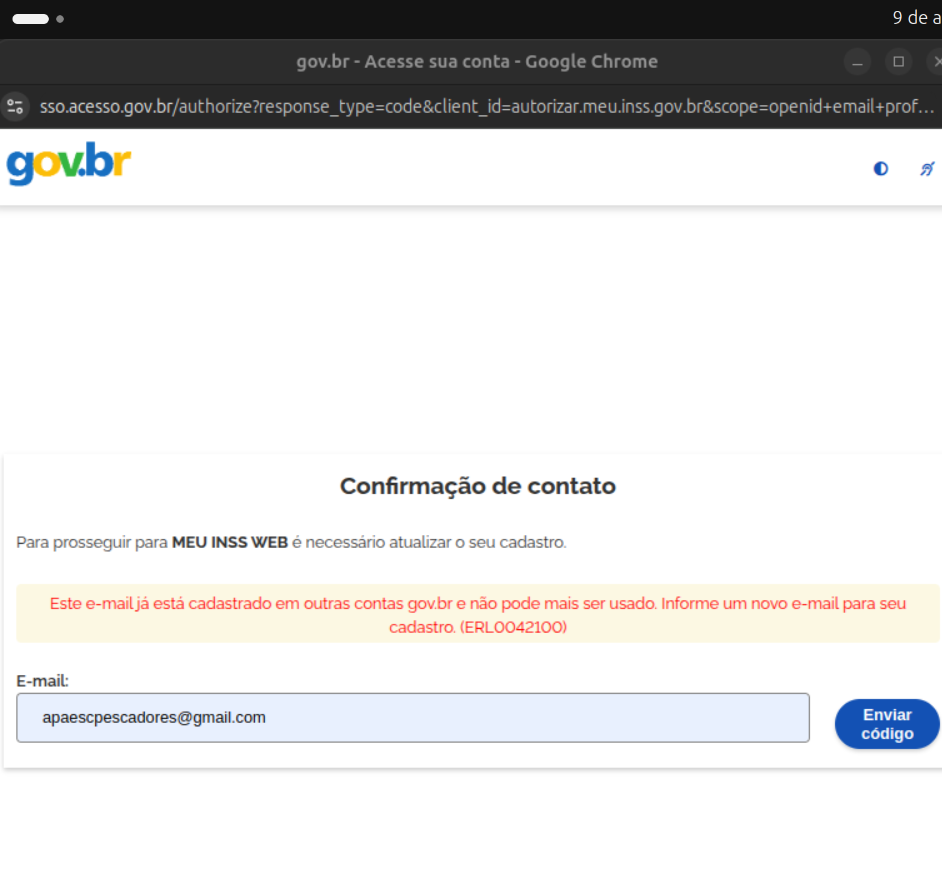 9 de a
gov.br - Acesse sua conta - Google Chrome
sso.acesso.gov.br/authorize?response_type=code&client_id=autorizar.meu.inss.gov.br&scope=openid+email+prof...
gov.br
Confirmação de contato
Para prosseguir para MEU INSS WEB é necessário atualizar o seu cadastro.
Este e-mail já está cadastrado em outras contas gov.br e não pode mais ser usado. Informe um novo e-mail para seu
cadastro. (ERL0042100)
E-mail:
apaescpescadores@gmail.com
Enviar
código